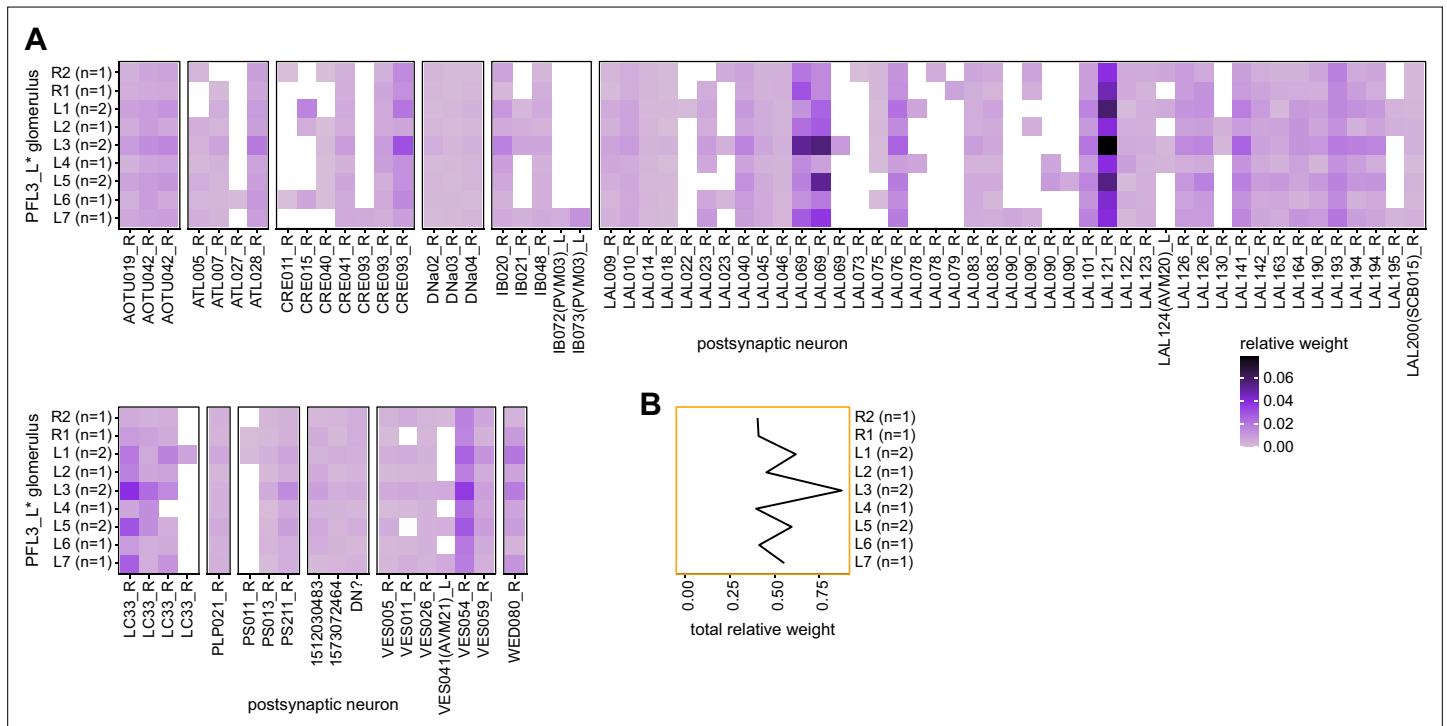 A
PFL3_L* glomerulus
R2 (n=1)
R1 (n=1)
L1 (n=2)
L2 (n=1)
L3 (n=2)
L4 (n=1)
L5 (n=2)
L6 (n=1)
L7 (n=1)
AOTU019_R
AOTU042_R
AOTU042_R
ATL005_R
ATL007_R
ATL027_R
ATL028_R
CRE011_R
CRE015_R
CRE040_R
CRE041_R
CRE093_R
CRE093_R
CRE093_R
DNa02_R
DNa03_R
DNa04_R
IB020_R
IB021_R
IB048_R
IB072(PVM03)_L
IB073(PVM03)_L
LAL009_R
LAL010_R
LAL014_R
LAL018_R
LAL022_R
LAL023_R
LAL023_R
LAL040_R
LAL045_R
LAL046_R
LAL069_R
LAL069_R
LAL069_R
LAL073_R
LAL075_R
LAL076_R
LAL078_R
LAL078_R
LAL079_R
LAL083_R
LAL083_R
LAL090_R
LAL090_R
LAL090_R
LAL090_R
LAL101_R
LAL121_R
LAL122_R
LAL123_R
LAL124(AVM20)_L
LAL126_R
LAL126_R
LAL130_R
LAL141_R
LAL142_R
LAL163_R
LAL164_R
LAL190_R
LAL193_R
LAL194_R
LAL194_R
LAL195_R
LAL200(SCB015)_R
postsynaptic neuron
relative weight
0.06
0.04
0.02
0.00
PFL3_L* glomerulus
R2 (n=1)
R1 (n=1)
L1 (n=2)
L2 (n=1)
L3 (n=2)
L4 (n=1)
L5 (n=2)
L6 (n=1)
L7 (n=1)
LC33_R
LC33_R
LC33_R
LC33_R
PLP021_R
PS011_R
PS013_R
PS211_R
1512030483
1573072464
DN?
VES005_R
VES011_R
VES026_R
VES041(AVM21)_L
VES054_R
VES059_R
WED080_R
postsynaptic neuron
B
R2 (n=1)
R1 (n=1)
L1 (n=2)
L2 (n=1)
L3 (n=2)
L4 (n=1)
L5 (n=2)
L6 (n=1)
L7 (n=1)
0.00
0.25
0.50
0.75
total relative weight